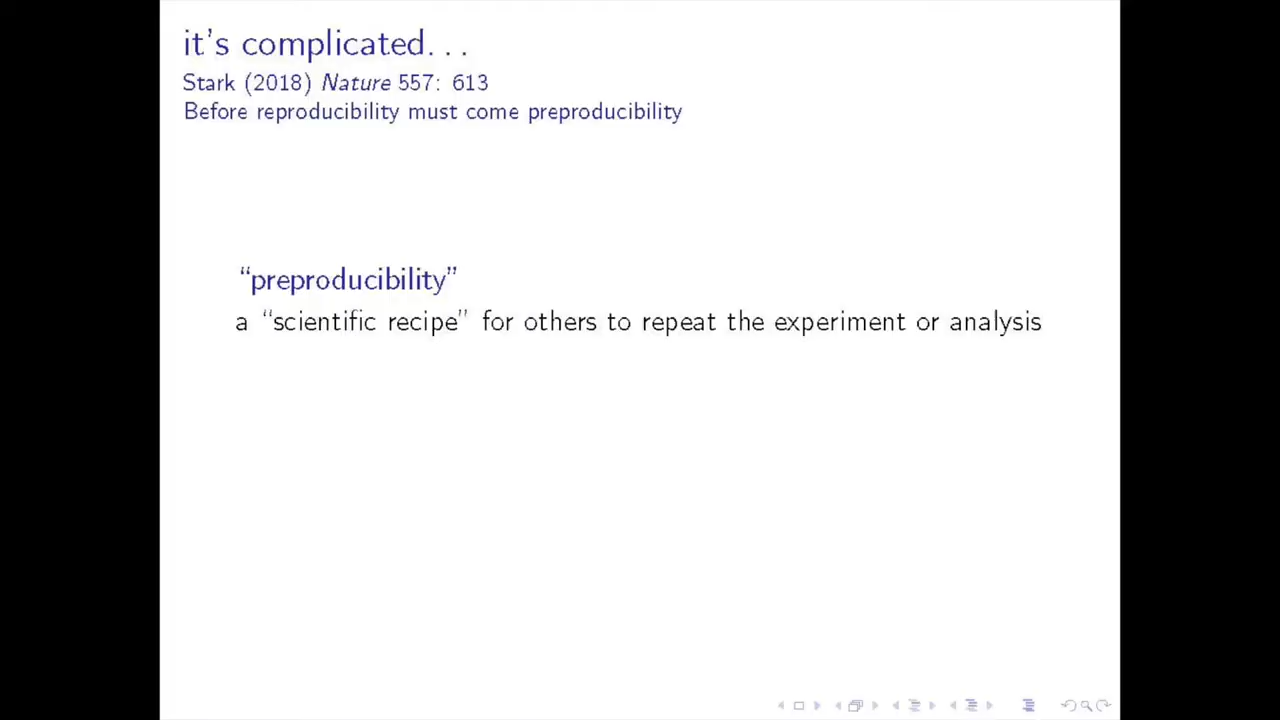 it's complicated. . .
Stark (2018) Nature 557: 613
Before reproducibility must come preproducibility
“preproducibility”
a “scientific recipe” for others to repeat the experiment or analysis